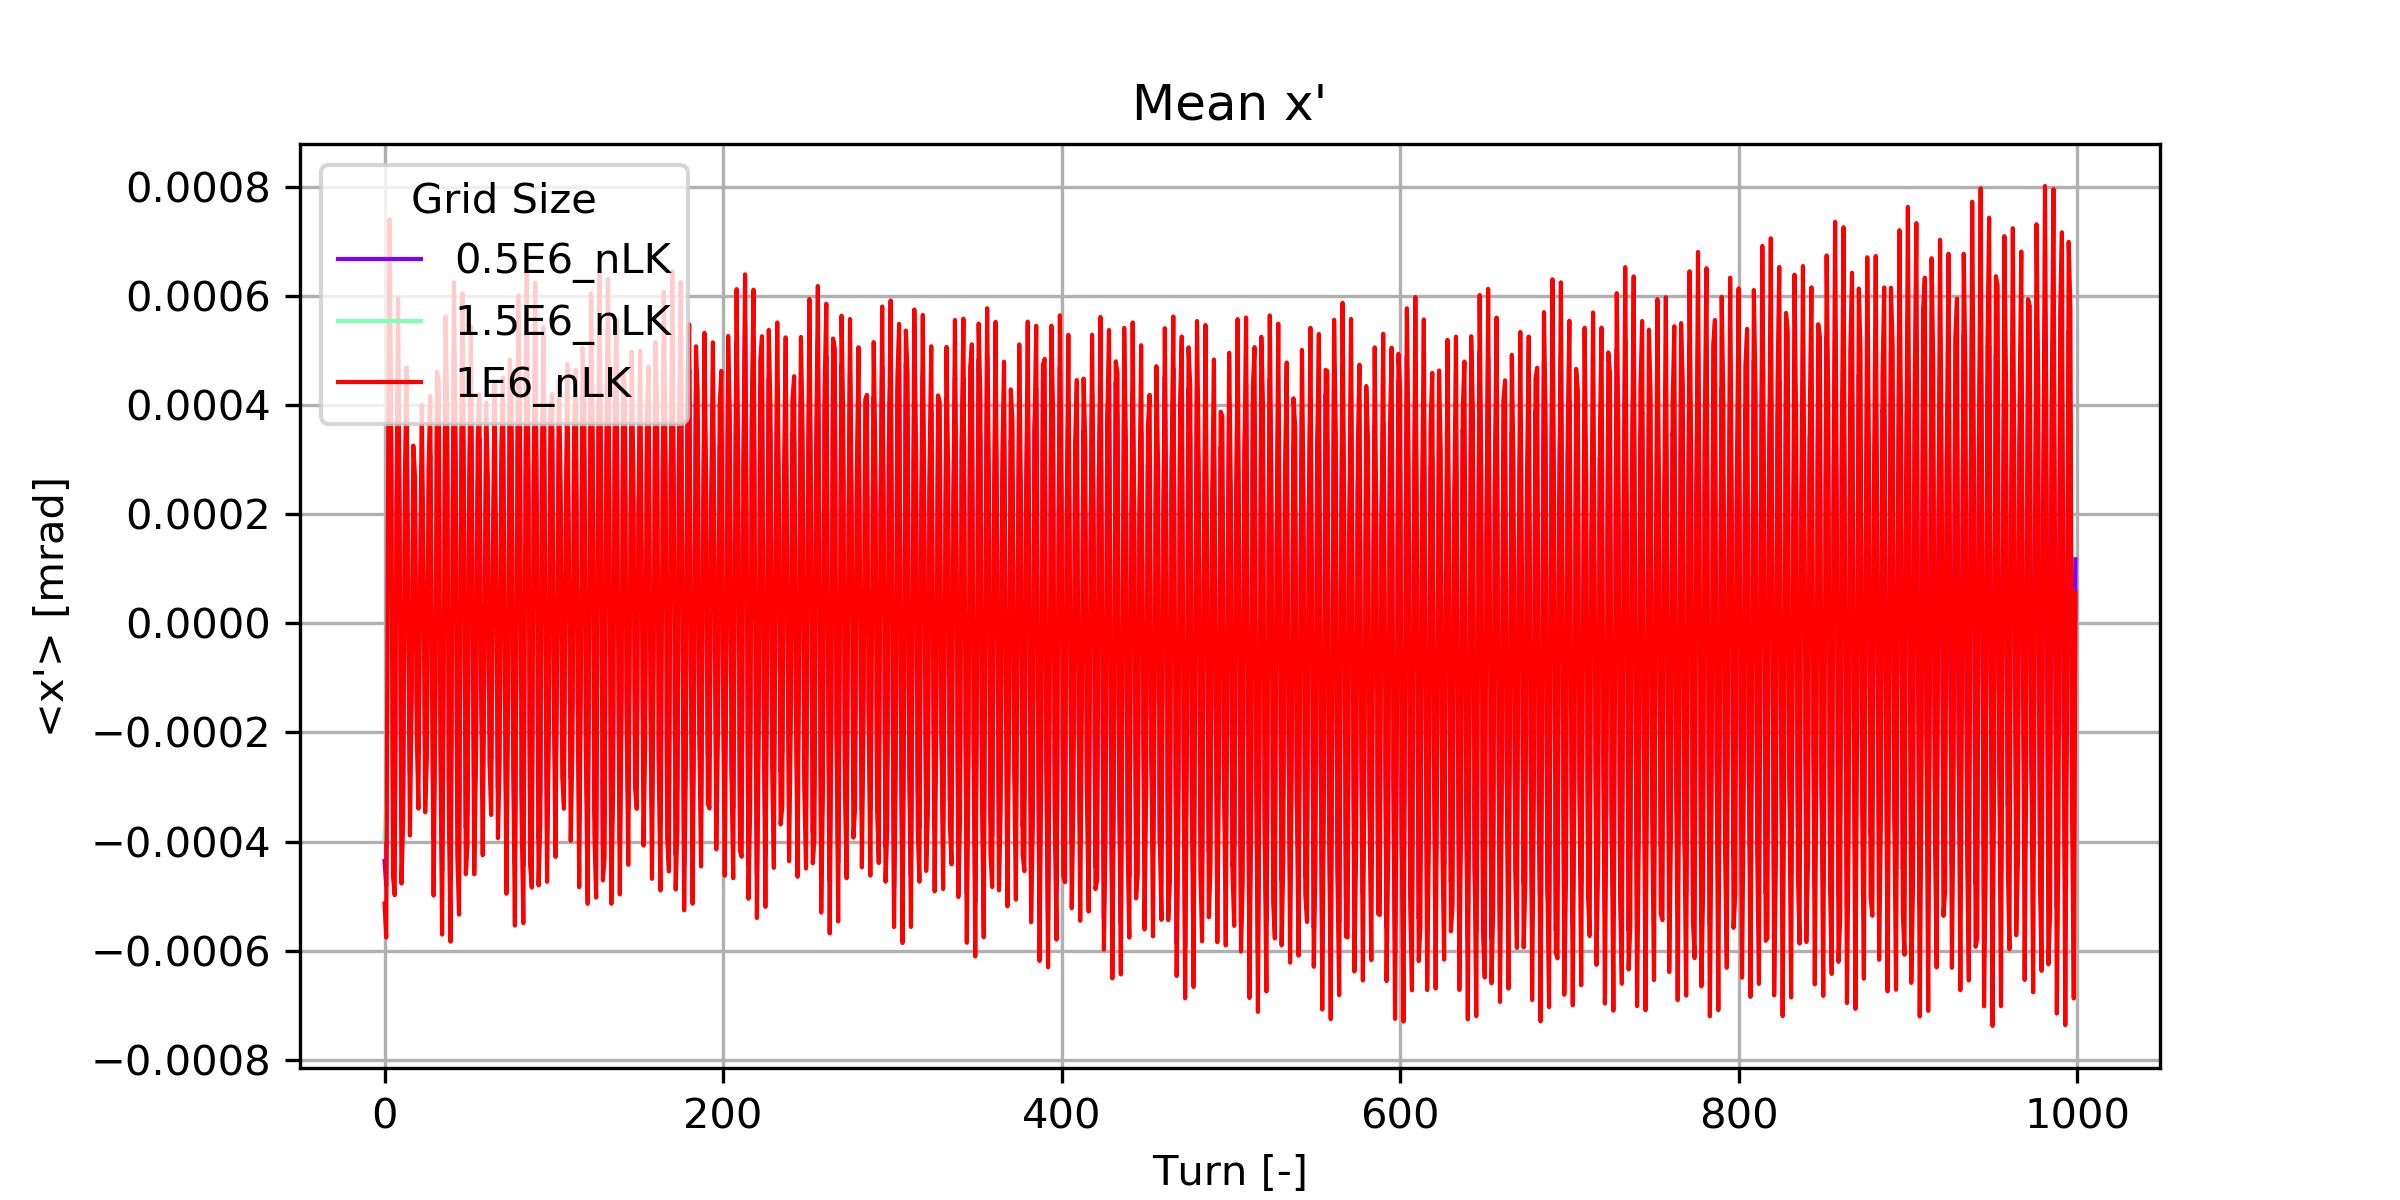 Mean x'
Grid Size
0.5E6_nLK
1.5E6_nLK
1E6_nLK
0.0008
0.0006
0.0004
0.0002
0.0000
−0.0002
−0.0004
−0.0006
−0.0008
<x'> [mrad]
0 200 400 600 800 1000
Turn [-]